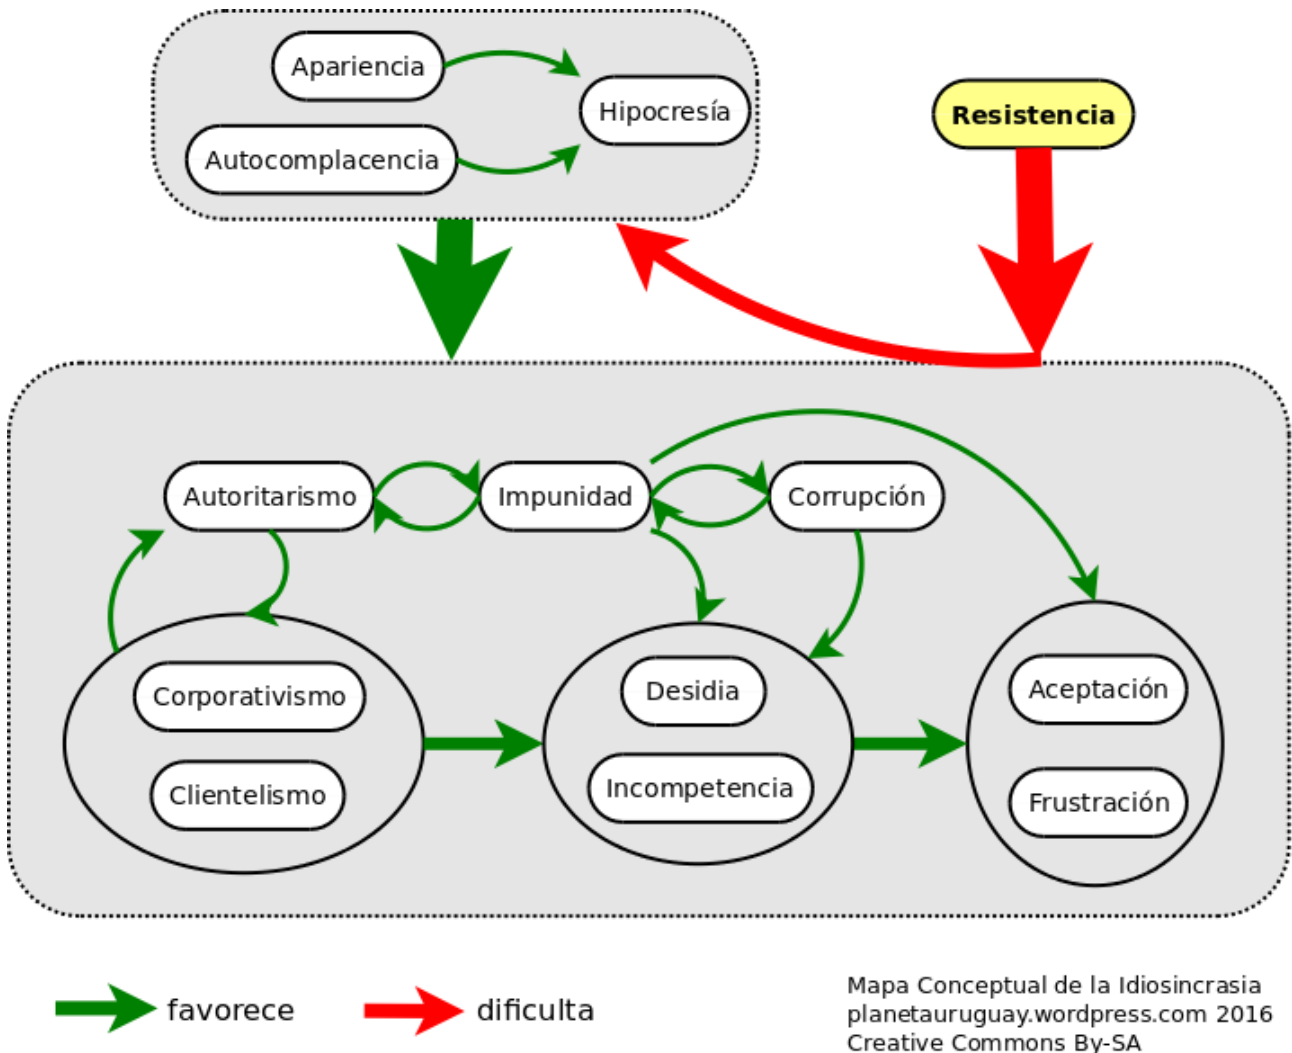 Apariencia
Hipocresía
Autocomplacencia
Resistencia
Autoritarismo
Impunidad
Corrupción
Corporativismo
Clientelismo
Desidia
Incompetencia
Aceptación
Frustración
favorece
dificulta
Mapa Conceptual de la Idiosincrasia
planetauruguay.wordpress.com 2016
Creative Commons By-SA